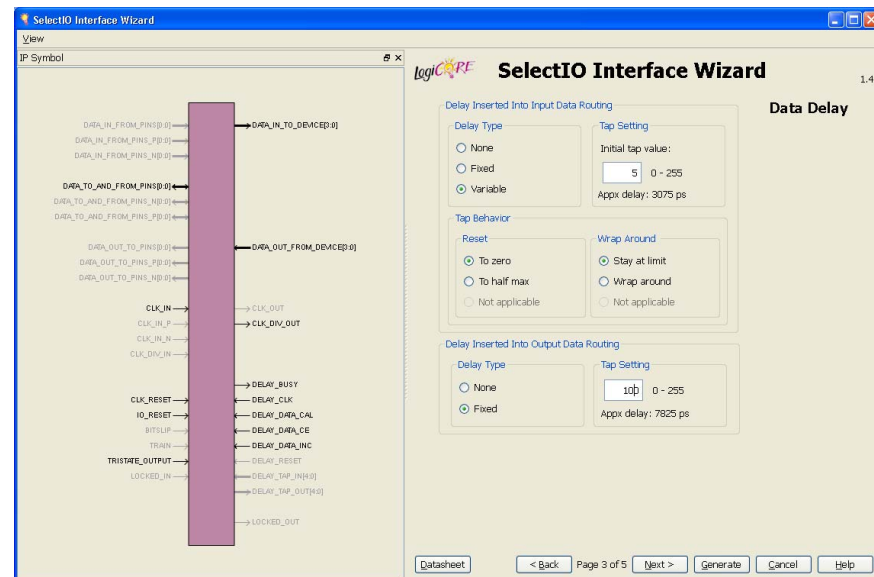 SelectIO Interface Wizard
View
IP Symbol
DATA_IN_FROM_PINS[0:0]
DATA_IN_FROM_PINS_P[0:0]
DATA_IN_FROM_PINS_N[0:0]
DATA_TO_AND_FROM_PINS[0:0]
DATA_TO_AND_FROM_PINS_N[0:0]
DATA_TO_AND_FROM_PINS_P[0:0]
DATA_OUT_TO_PINS[0:0]
DATA_OUT_TO_PINS_P[0:0]
DATA_OUT_TO_PINS_N[0:0]
CLK_IN
CLK_IN_P
CLK_IN_N
CLK_DIV_IN
CLK_RESET
IO_RESET
BITSLIP
TRAIN
TRISTATE_OUTPUT
LOCKED_IN
DATA_IN_TO_DEVICE[3:0]
DATA_OUT_FROM_DEVICE[3:0]
CLK_OUT
CLK_DIV_OUT
DELAY_BUSY
DELAY_CLK
DELAY_DATA_CAL
DELAY_DATA_CE
DELAY_DATA_INC
DELAY_RESET
DELAY_TAP_IN[4:0]
DELAY_TAP_OUT[4:0]
LOCKED_OUT
LogiCORE
SelectIO Interface Wizard
1.4
Data Delay
Delay Inserted Into Input Data Routing
Delay Type
None
Fixed
Variable
Tap Setting
Initial tap value:
5 0 - 255
Appx delay: 3075 ps
Tap Behavior
Reset
To zero
To half max
Not applicable
Wrap Around
Stay at limit
Wrap around
Not applicable
Delay Inserted Into Output Data Routing
Delay Type
None
Fixed
Tap Setting
100 0 - 255
Appx delay: 7825 ps
Datasheet < Back Page 3 of 5 Next > Generate Cancel Help